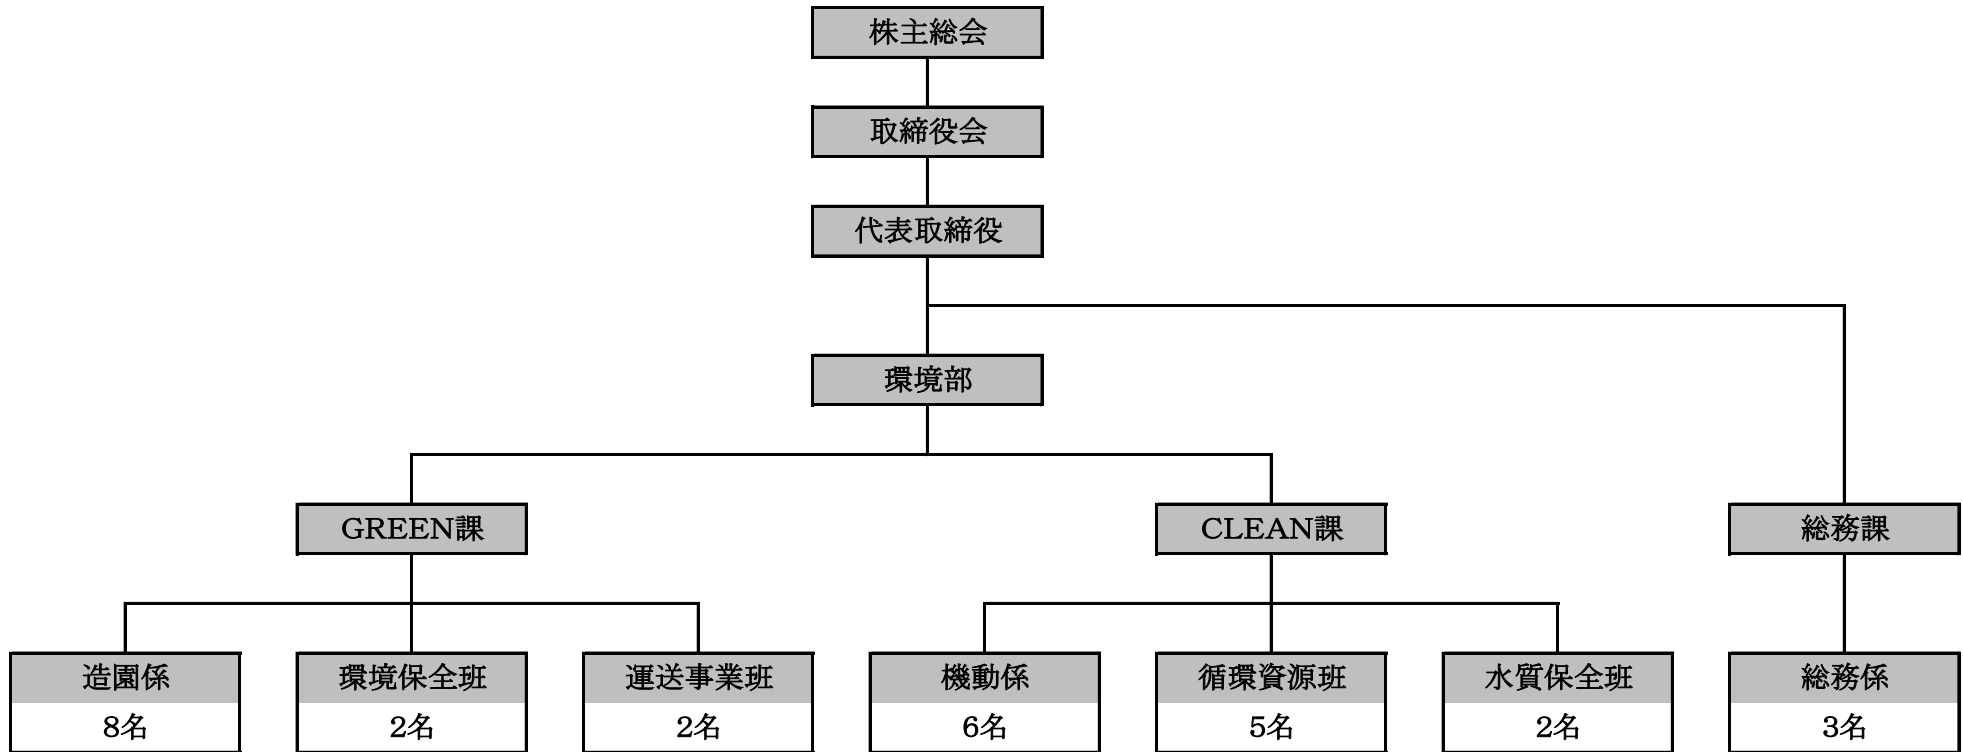 株主総会
取締役会
代表取締役
環境部
GREEN課
CLEAN課
総務課
造園係
環境保全班
運送事業班
機動係
循環資源班
水質保全班
総務係
8名
2名
2名
6名
5名
2名
3名